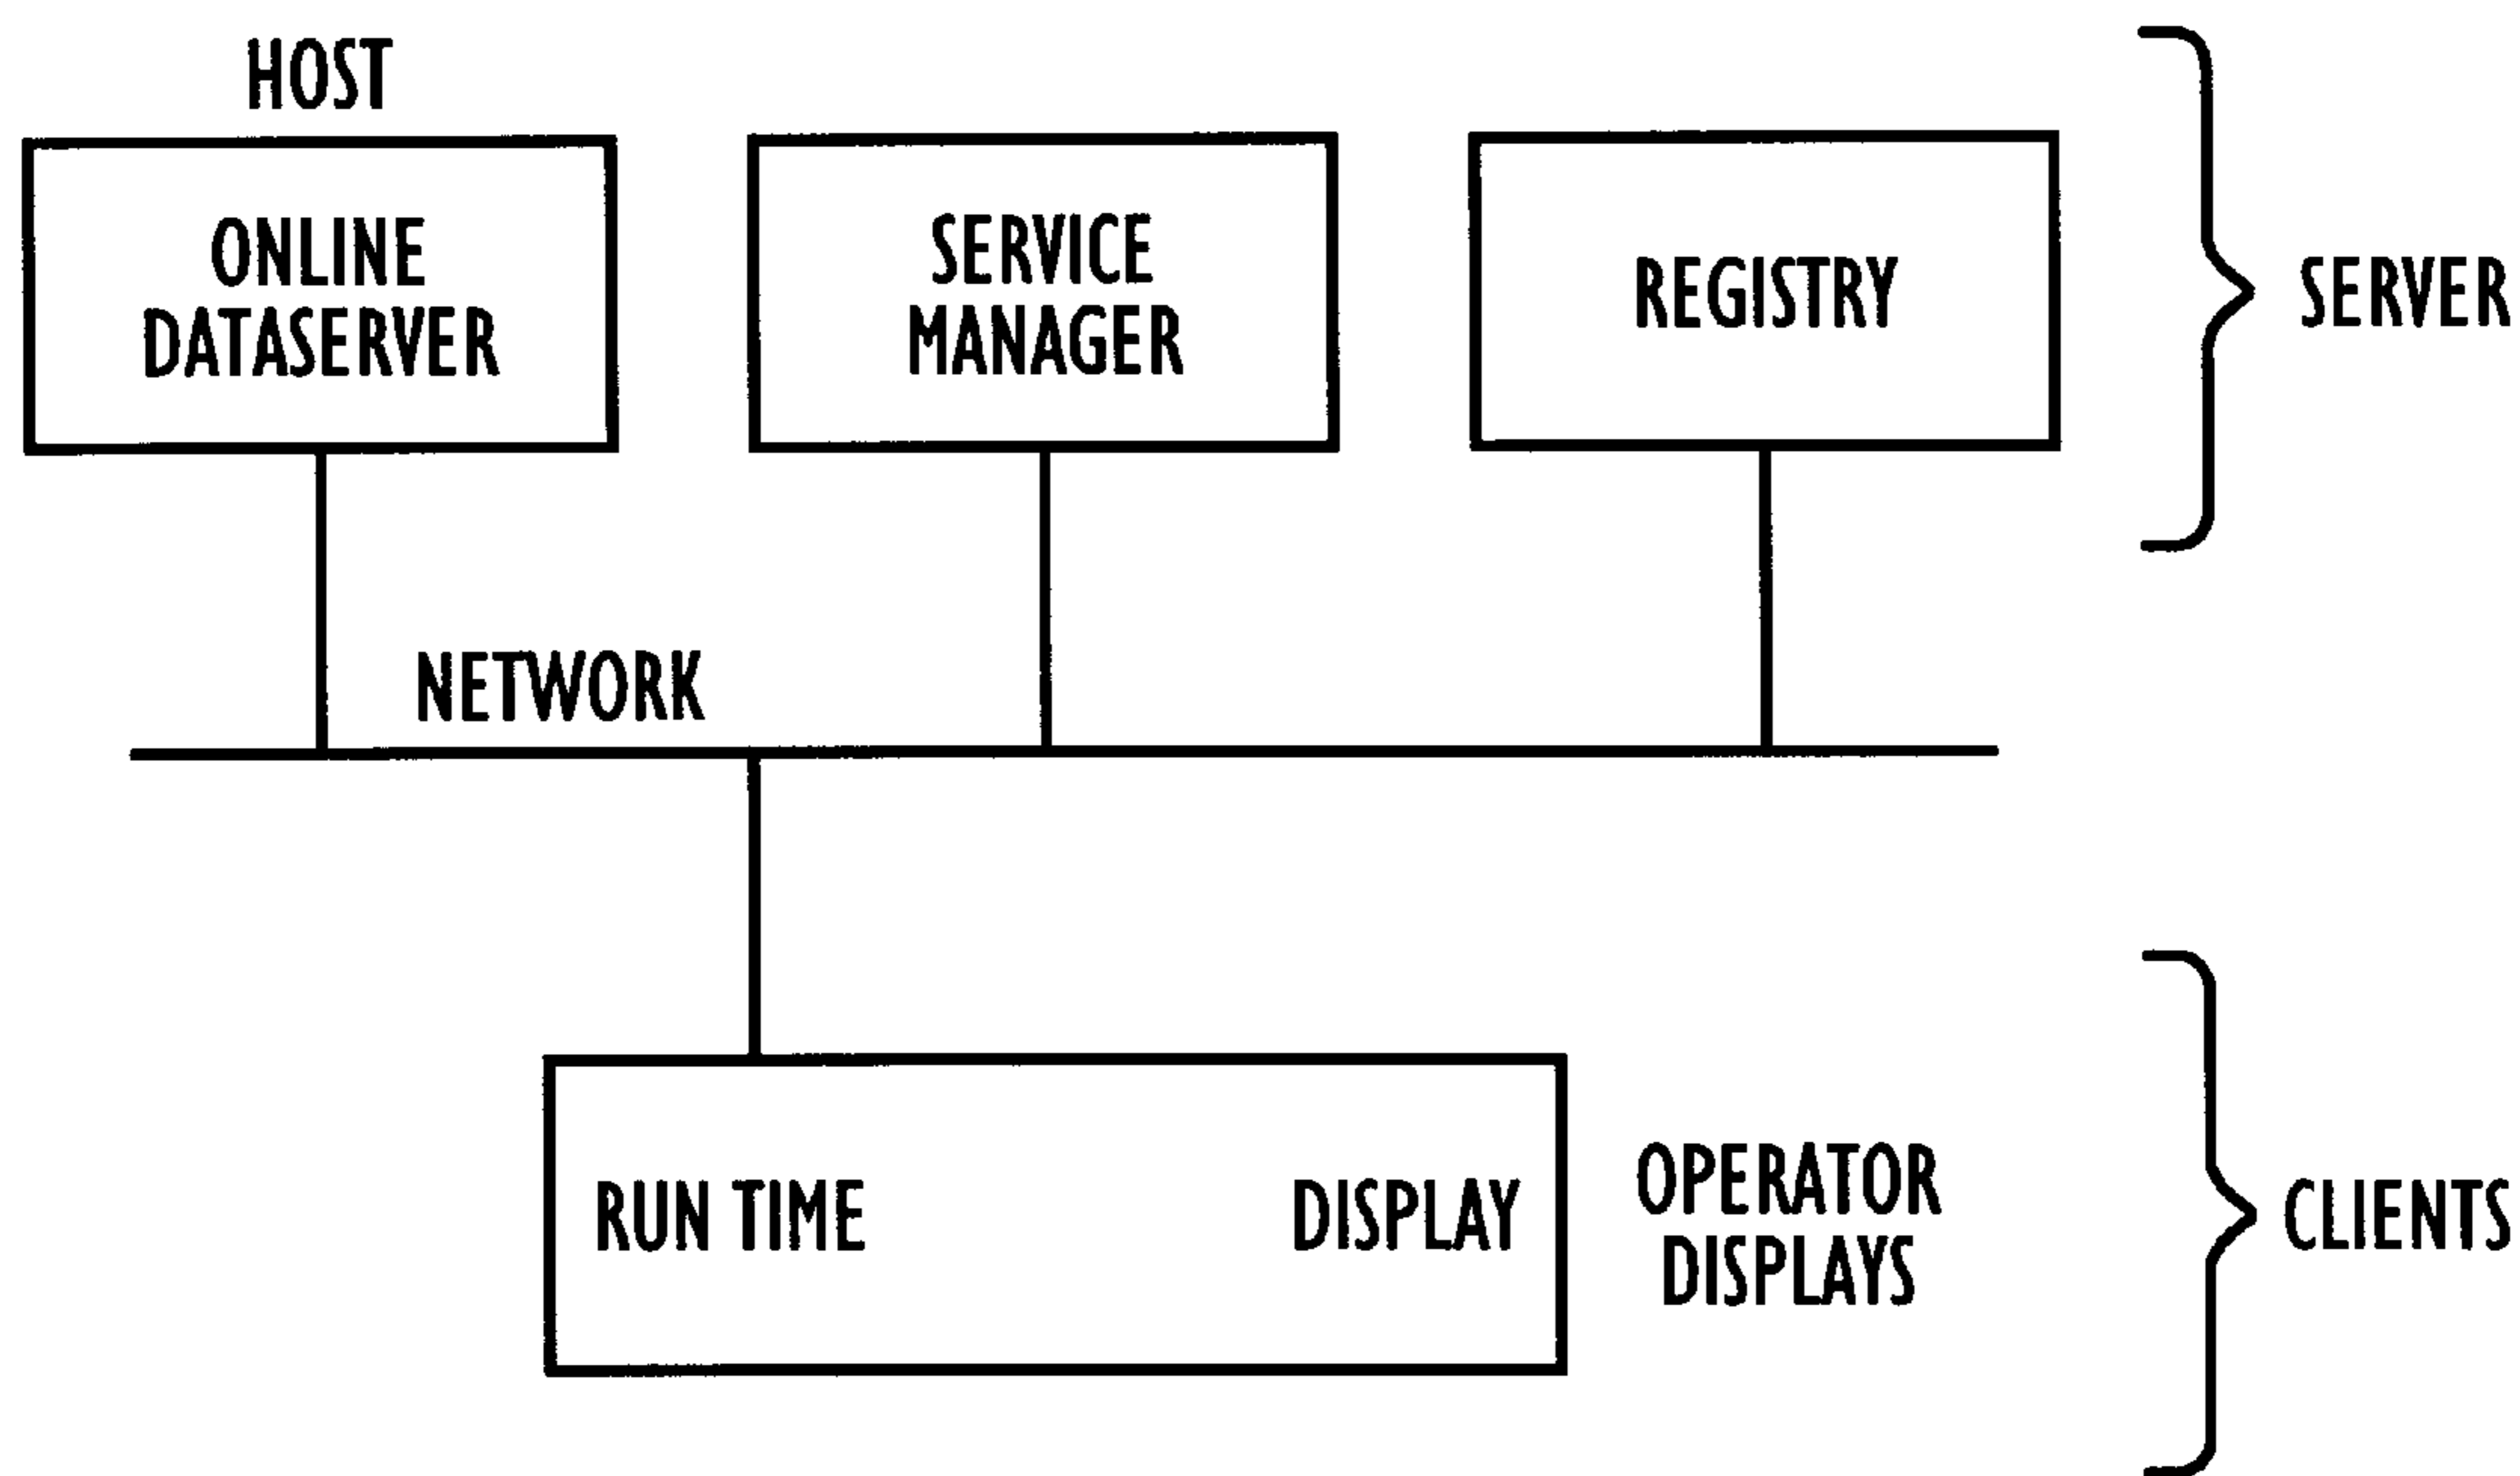 HOST
ONLINE
DATASERVER
SERVICE
MANAGER
REGISTRY
SERVER
NETWORK
RUN TIME
DISPLAY
OPERATOR
DISPLAYS
CLIENTS